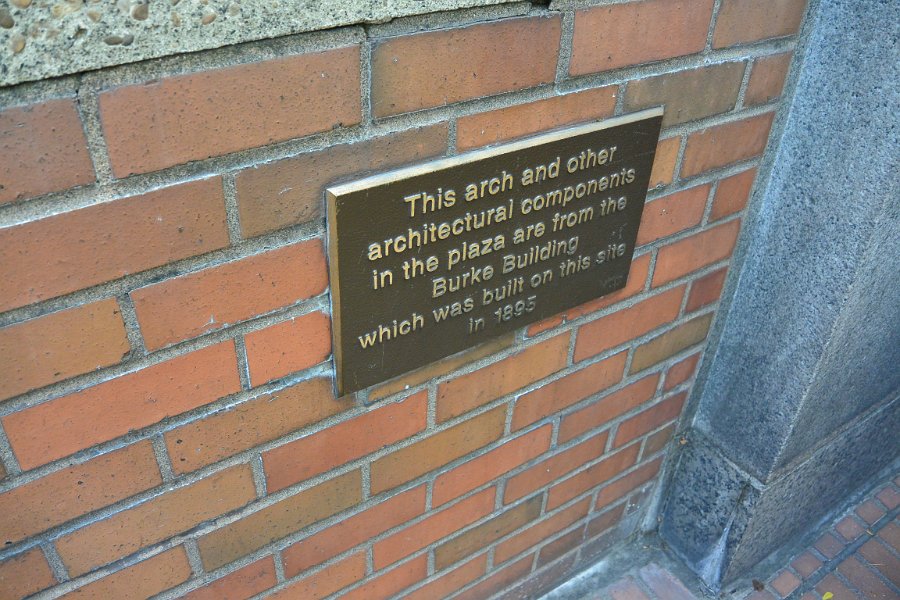 This arch and other
architectural components
in the plaza are from the
Burke Building
which was built on this site
in 1895